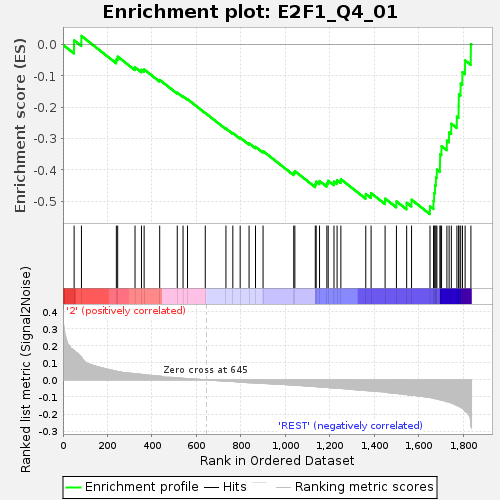 Enrichment plot: E2F1_Q4_01
Enrichment score (ES)
0.0
-0.1
-0.2
-0.3
-0.4
-0.5
Ranked list metric (Signal2Noise)
'2' (positively correlated)
0.4
0.3
0.2
0.1
0.0
-0.1
-0.2
-0.3
Zero cross at 645
'REST' (negatively correlated)
0 200 400 600 800 1,000 1,200 1,400 1,600 1,800
Rank in Ordered Dataset
Enrichment profile Hits Ranking metric scores